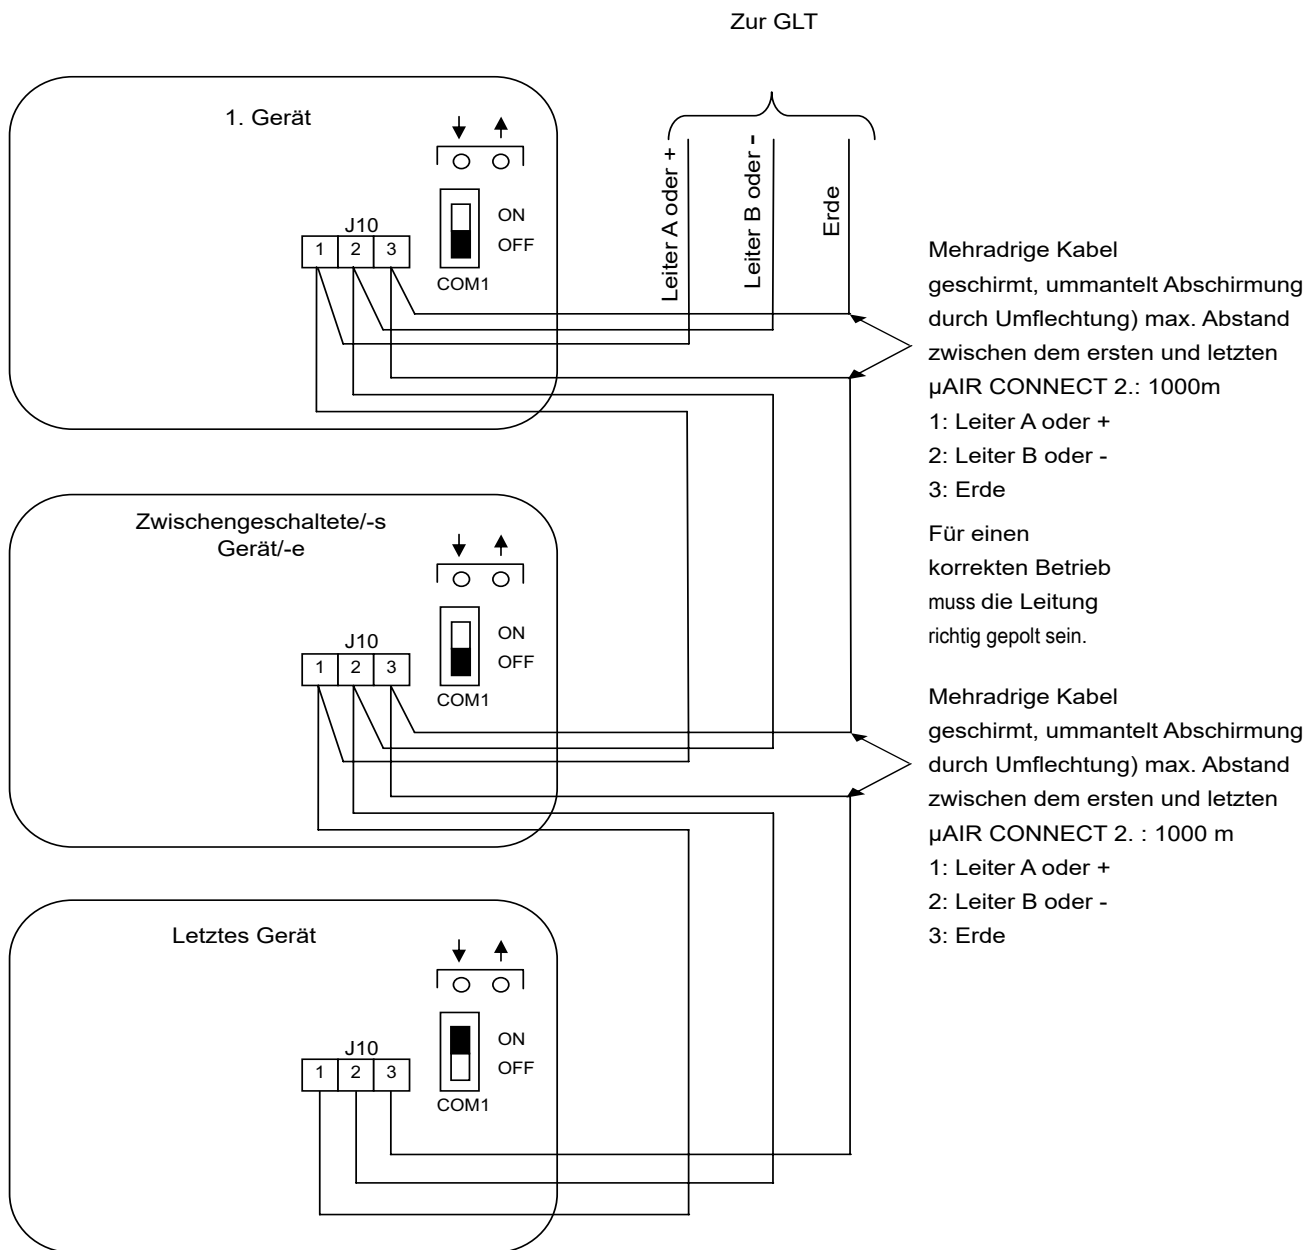 Zur GLT
1. Gerät
J10
1 2 3
ON
OFF
COM1
Leiter A oder +
Leiter B oder -
Erde
Mehradrige Kabel
geschirmt, ummantelt Abschirmung
durch Umflechtung) max. Abstand
zwischen dem ersten und letzten
µAIR CONNECT 2.: 1000m
1: Leiter A oder +
2: Leiter B oder -
3: Erde
Für einen
korrekten Betrieb
muss die Leitung
richtig gepolt sein.
Zwischengeschaltete/-s
Gerät/-e
J10
1 2 3
ON
OFF
COM1
Mehradrige Kabel
geschirmt, ummantelt Abschirmung
durch Umflechtung) max. Abstand
zwischen dem ersten und letzten
µAIR CONNECT 2. : 1000 m
1: Leiter A oder +
2: Leiter B oder -
3: Erde
Letztes Gerät
J10
1 2 3
ON
OFF
COM1